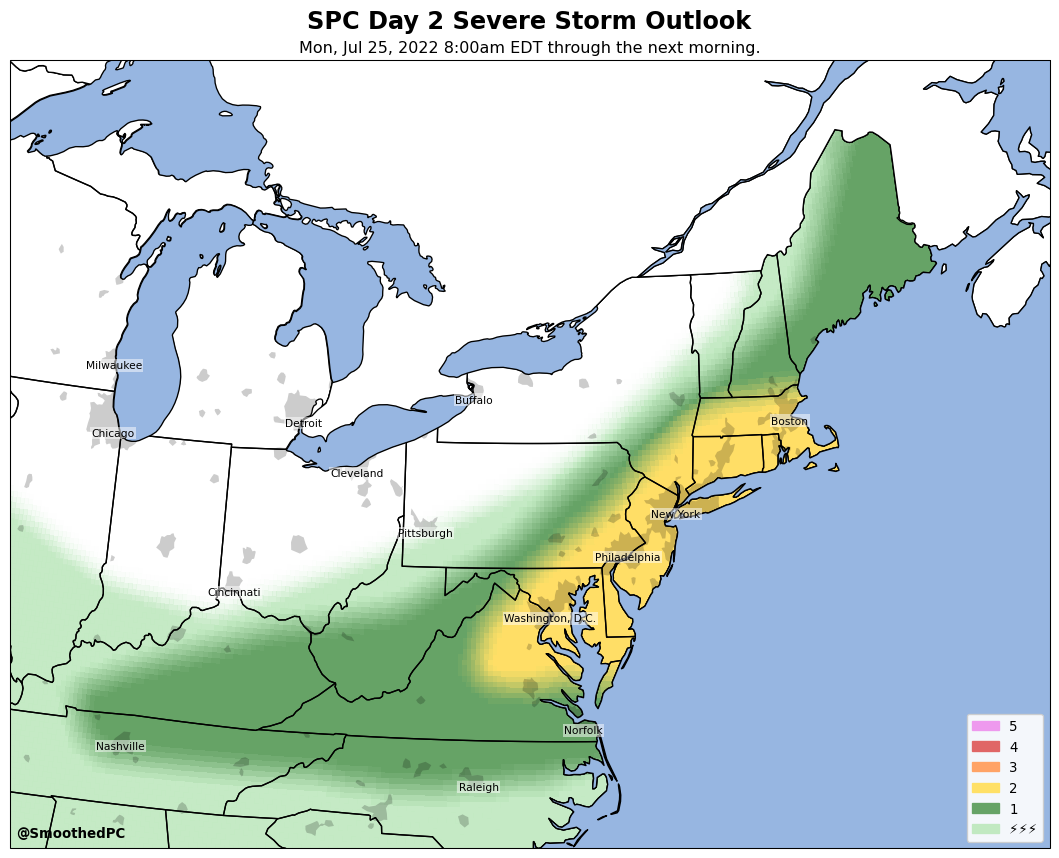 SPC Day 2 Severe Storm Outlook
Mon, Jul 25, 2022 8:00am EDT through the next morning.
Milwaukee
Buffalo
Detroit
Boston
Chicago
Cleveland
New York
Pittsburgh
Philadelphia
Cincinnati
Washington, D.C.
Norfolk
Nashville
Raleigh
5
4
3
2
1
⚡⚡⚡
@SmoothedPC